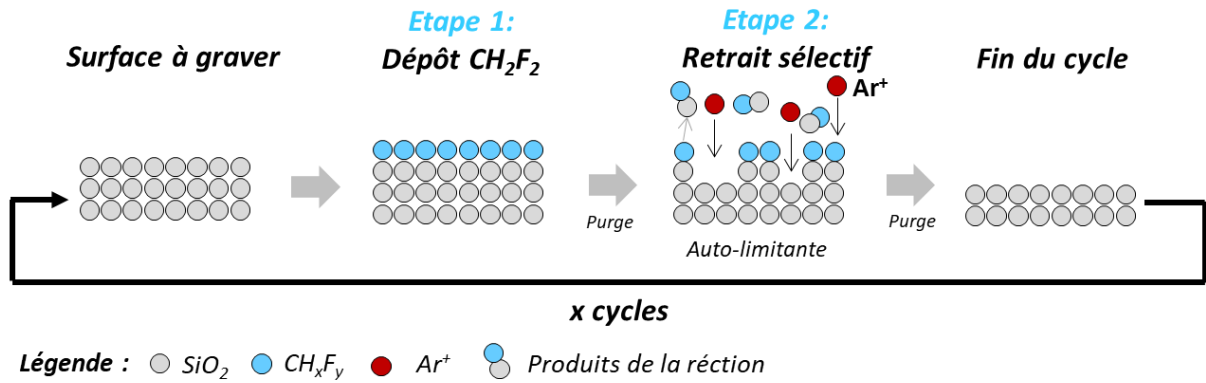 Etape 1:
Etape 2:
Surface à graver
Dépôt CH₂F₂
Retrait sélectif
Fin du cycle
Ar⁺
Purge
Purge
Auto-limitante
x cycles
Légende : SiO₂ CHₓFᵧ Ar⁺ Produits de la réction